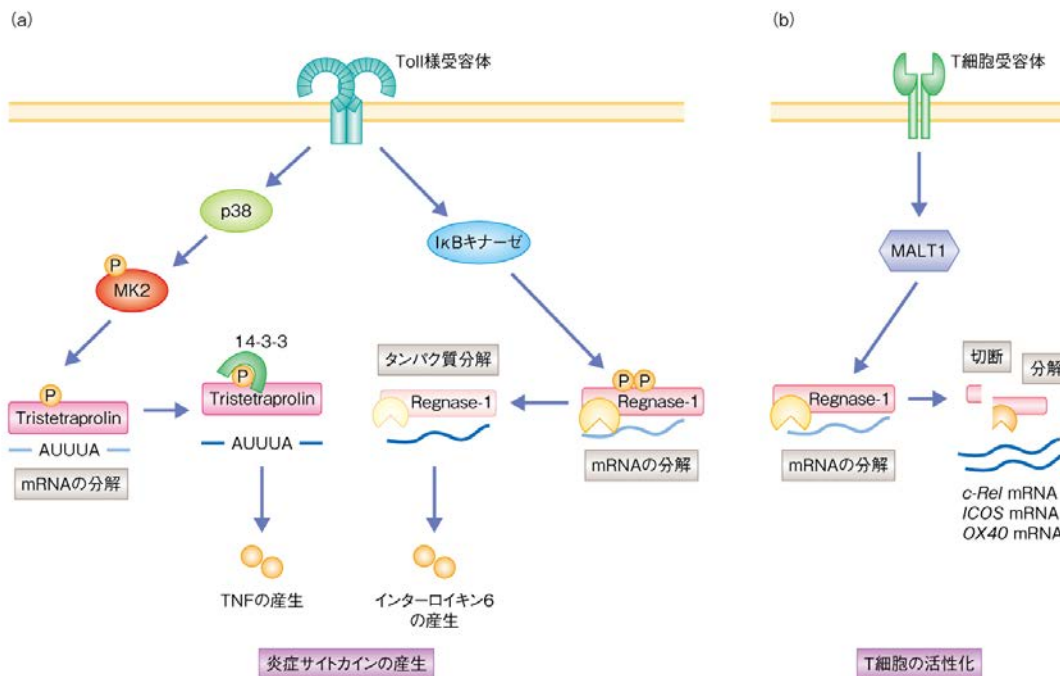 (a)
Toll様受容体
p38
P
MK2
IκBキナーゼ
P
Tristetraprolin
AUUUA
mRNAの分解
14-3-3
P
Tristetraprolin
AUUUA
タンパク質分解
Regnase-1
P P
Regnase-1
mRNAの分解
TNFの産生
インターロイキン6
の産生
炎症サイトカインの産生
(b)
T細胞受容体
MALT1
Regnase-1
mRNAの分解
切断
分解
c-Rel mRNA
ICOS mRNA
OX40 mRNA
T細胞の活性化